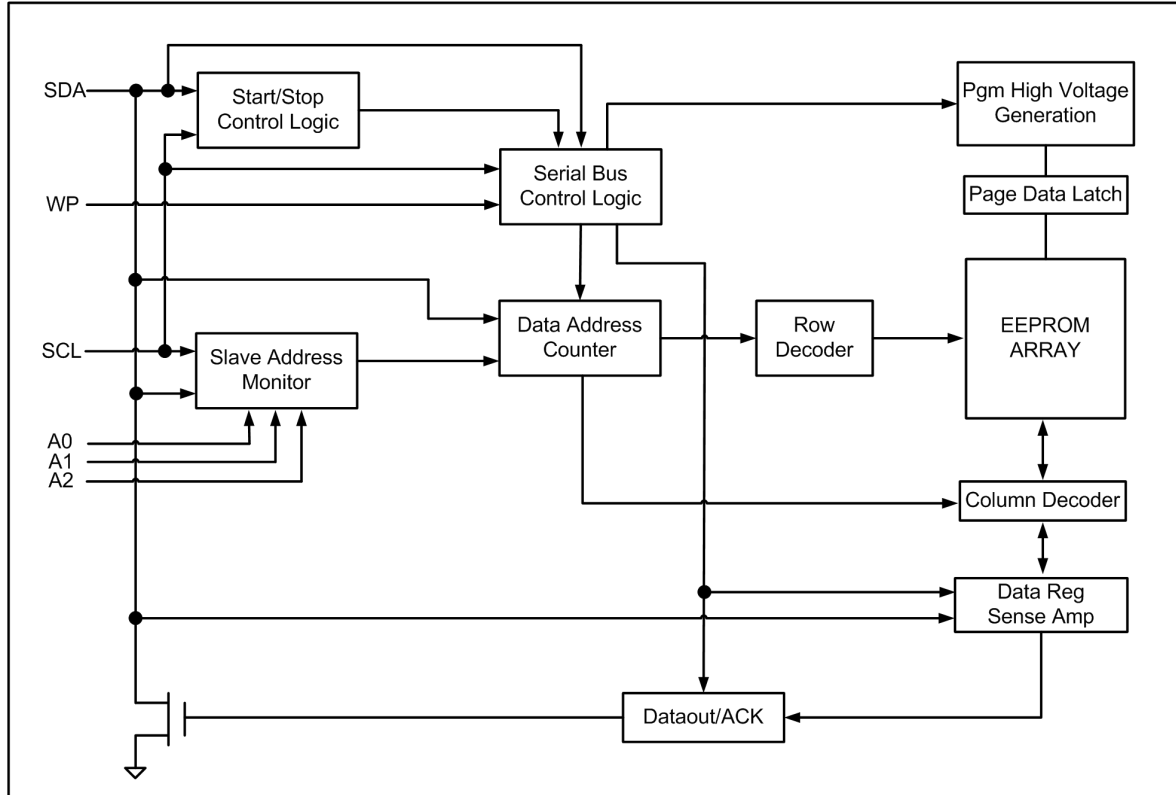 SDA
Start/Stop
Control Logic
Pgm High Voltage
Generation
Serial Bus
Control Logic
WP
Page Data Latch
Data Address
Counter
Row
Decoder
EEPROM
ARRAY
SCL
Slave Address
Monitor
A0
A1
A2
Column Decoder
Data Reg
Sense Amp
Dataout/ACK